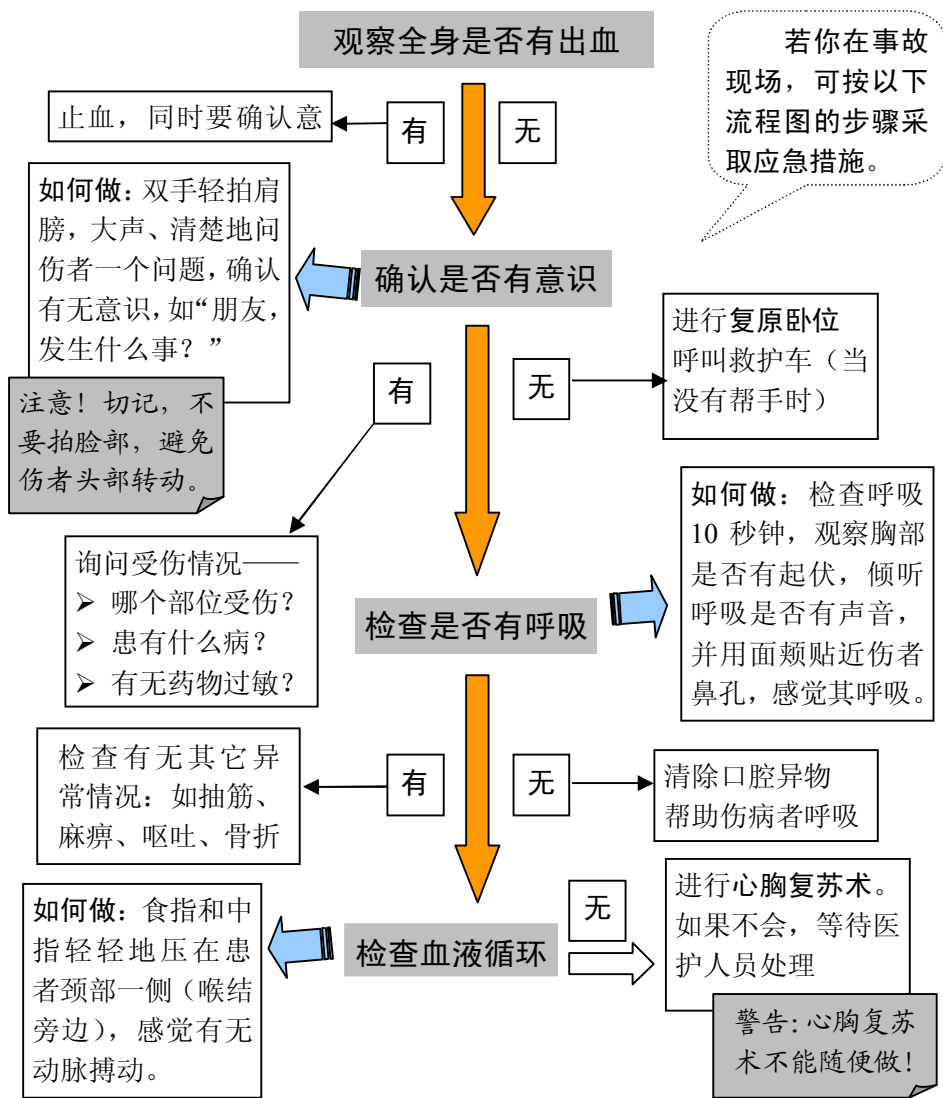 观察全身是否有出血
若你在事故
现场，可按以下
流程图的步骤采
取应急措施。
止血，同时要确认意
有
无
如何做：双手轻拍肩
膀，大声、清楚地问
伤者一个问题，确认
有无意识，如“朋友，
发生什么事？”
注意！切记，不
要拍脸部，避免
伤者头部转动。
确认是否有意识
有
无
进行复原卧位
呼叫救护车（当
没有帮手时）
询问受伤情况——
➢ 哪个部位受伤？
➢ 患有什么病？
➢ 有无药物过敏？
检查是否有呼吸
如何做：检查呼吸
10 秒钟，观察胸部
是否有起伏，倾听
呼吸是否有声音，
并用面颊贴近伤者
鼻孔，感觉其呼吸。
检查有无其它异
常情况：如抽筋、
麻痹、呕吐、骨折
有
无
清除口腔异物
帮助伤病者呼吸
如何做：食指和中
指轻轻地压在患
者颈部一侧（喉结
旁边），感觉有无
动脉搏动。
检查血液循环
无
进行心胸复苏术。
如果不会，等待医
护人员处理
警告：心胸复苏
术不能随便做！